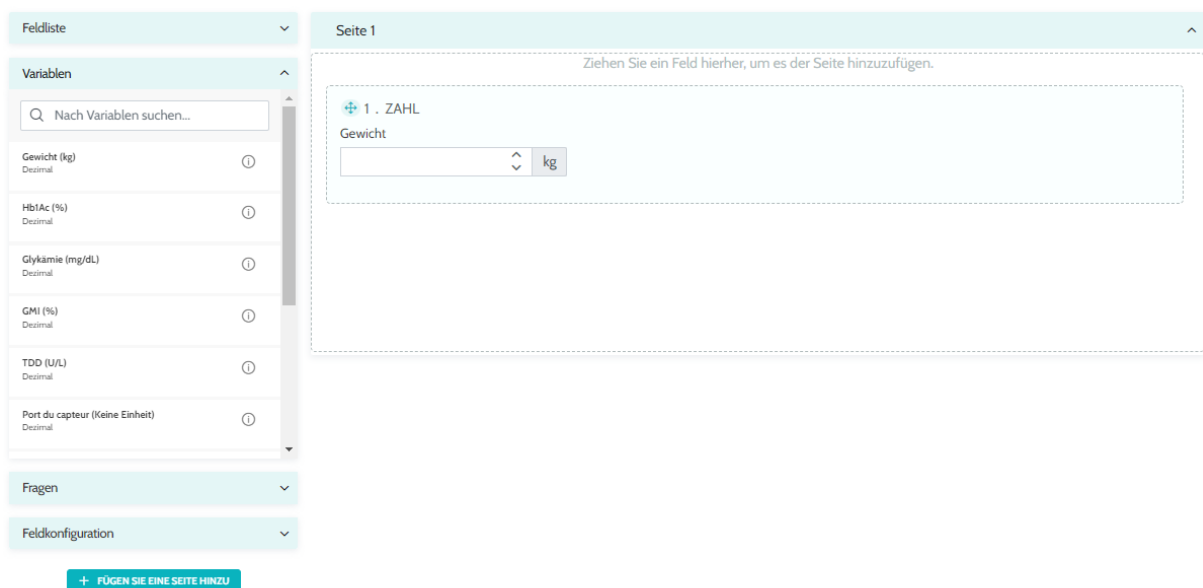 Feldliste
Variablen
Nach Variablen suchen...
Gewicht (kg)
Dezimal
Hb1Ac (%)
Dezimal
Glykämie (mg/dL)
Dezimal
GMI (%)
Dezimal
TDD (U/L)
Dezimal
Port du capteur (Keine Einheit)
Dezimal
Fragen
Feldkonfiguration
+ FÜGEN SIE EINE SEITE HINZU
Seite 1
Ziehen Sie ein Feld hierher, um es der Seite hinzuzufügen.
1 . ZAHL
Gewicht
kg